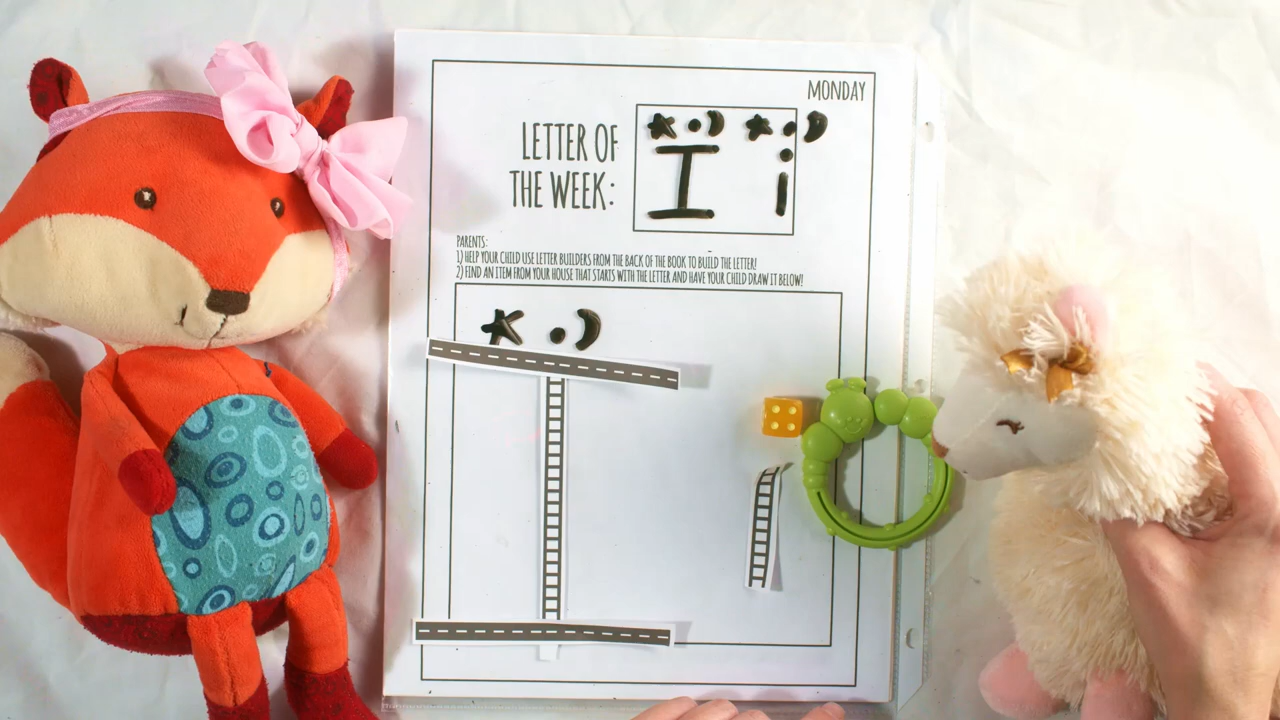 MONDAY
LETTER OF
THE WEEK:
I i
PARENTS:
1) HELP YOUR CHILD USE LETTER BUILDERS FROM THE BACK OF THE BOOK TO BUILD THE LETTER!
2) FIND AN ITEM FROM YOUR HOUSE THAT STARTS WITH THE LETTER AND HAVE YOUR CHILD DRAW IT BELOW!